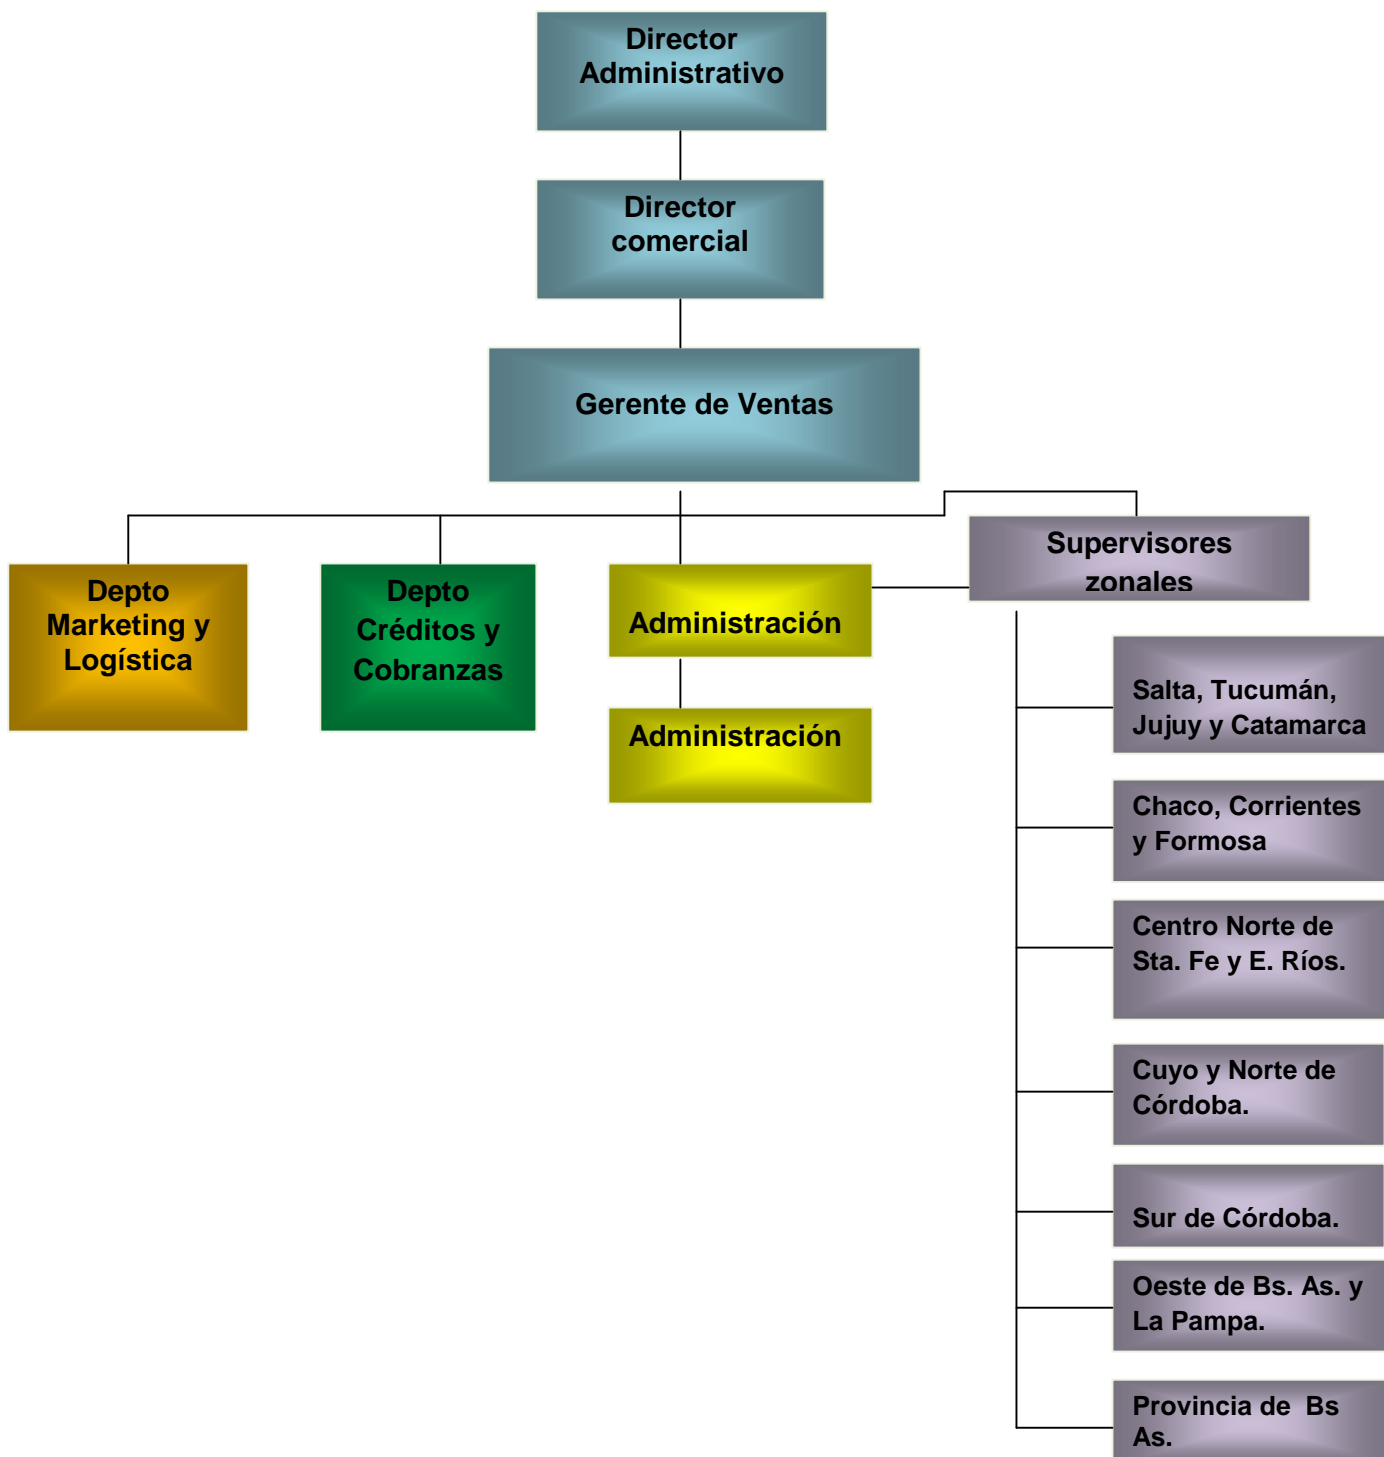 Director
Administrativo
Director
comercial
Gerente de Ventas
Supervisores
zonales
Depto
Marketing y
Logística
Depto
Créditos y
Cobranzas
Administración
Administración
Salta, Tucumán,
Jujuy y Catamarca
Chaco, Corrientes
y Formosa
Centro Norte de
Sta. Fe y E. Ríos.
Cuyo y Norte de
Córdoba.
Sur de Córdoba.
Oeste de Bs. As. y
La Pampa.
Provincia de Bs
As.